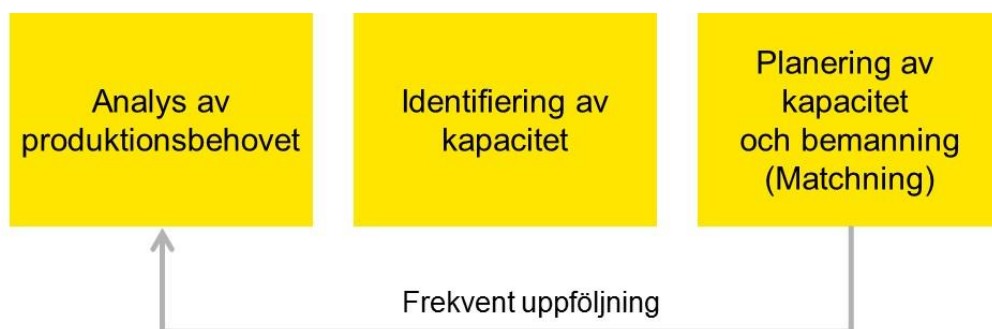 Analys av
produktionsbehovet
Identifiering av
kapacitet
Planering av
kapacitet
och bemanning
(Matchning)
Frekvent uppföljning